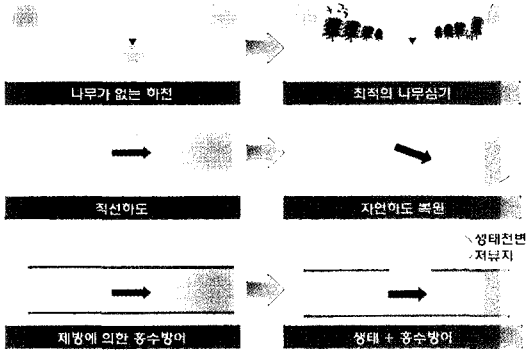 나무가 없는 하천
최적의 나무심기
직선하도
자연하도 복원
생태천변
저류지
제방에 의한 홍수방어
생태 + 홍수방어